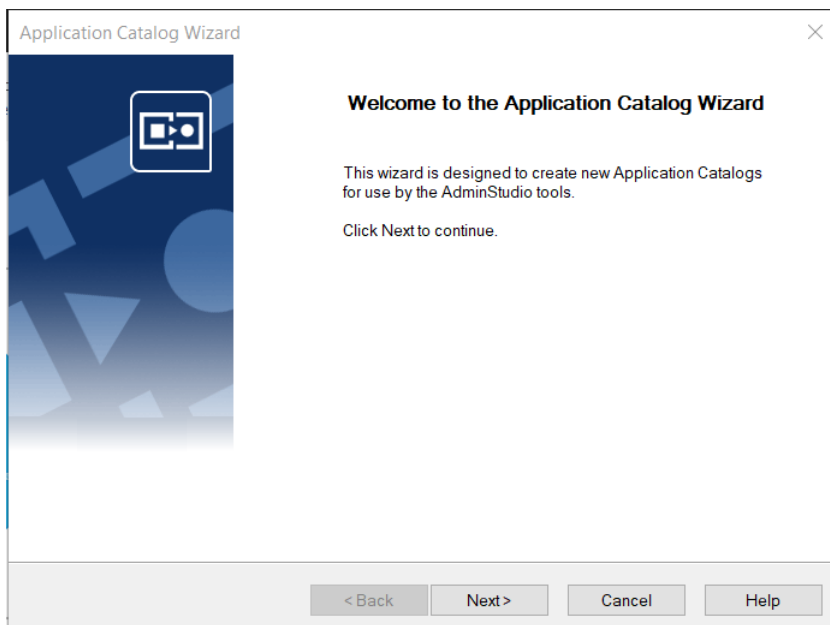 Application Catalog Wizard
Welcome to the Application Catalog Wizard
This wizard is designed to create new Application Catalogs
for use by the AdminStudio tools.
Click Next to continue.
< Back
Next >
Cancel
Help